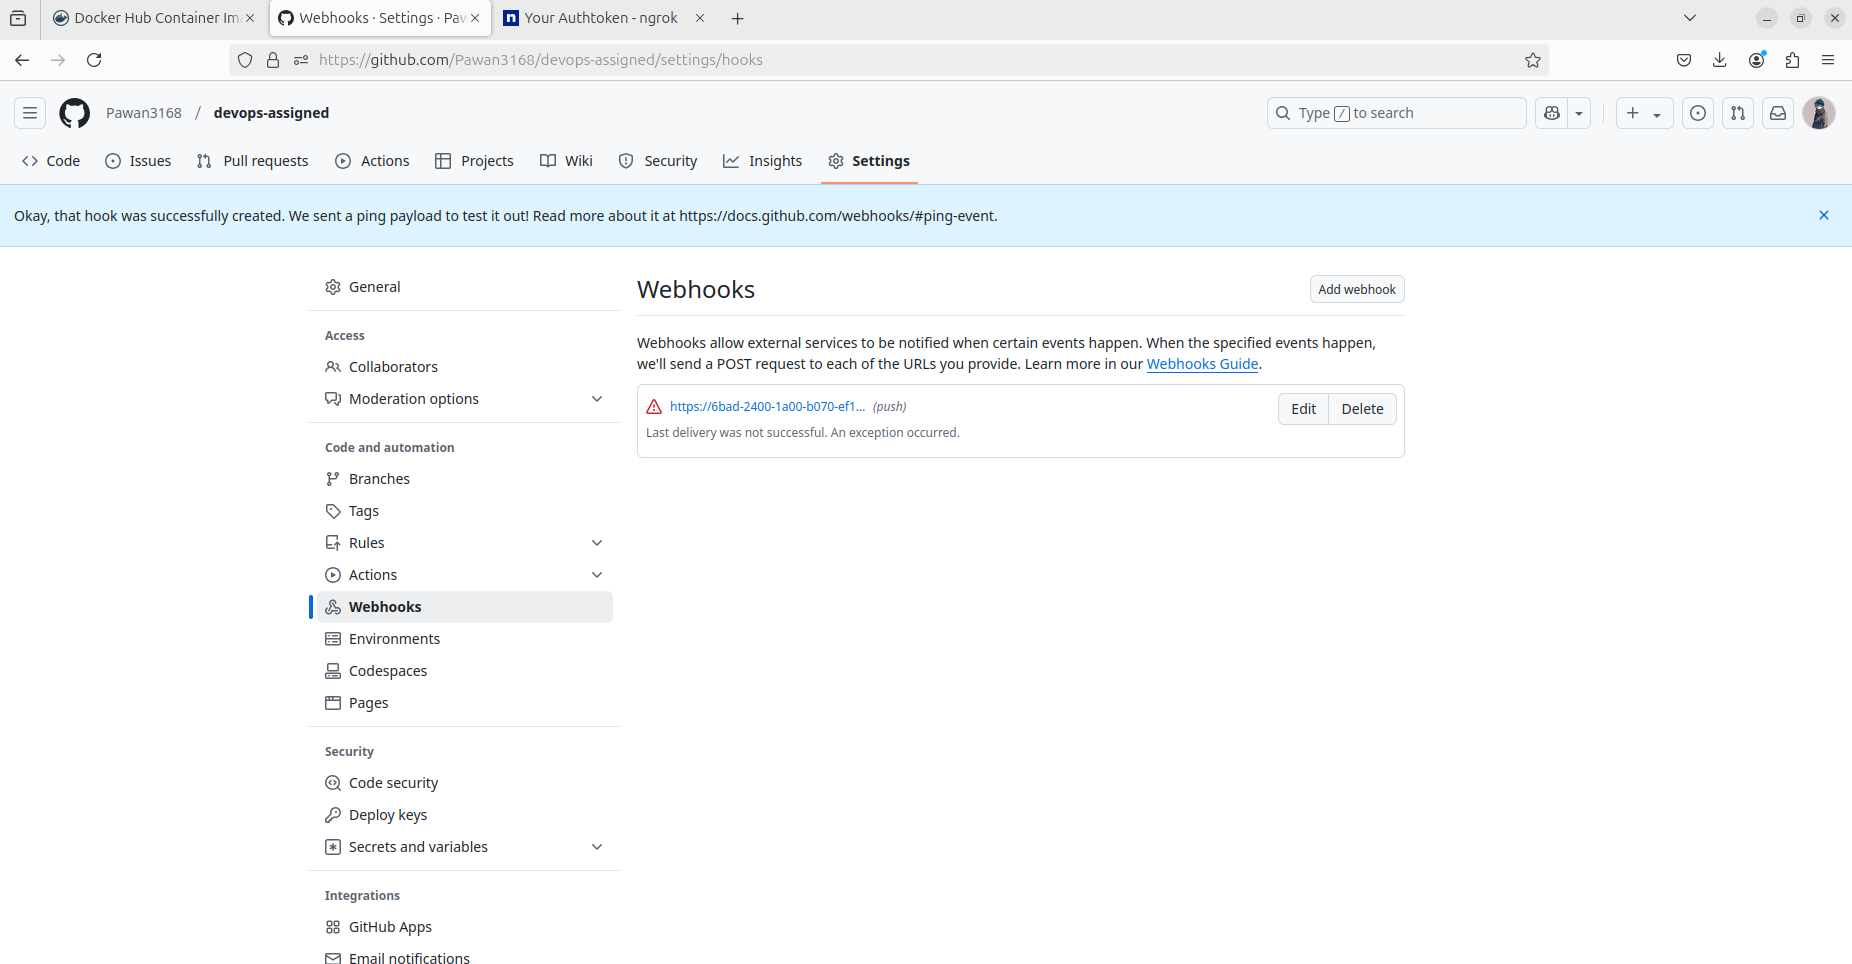 Docker Hub Container Im
Webhooks · Settings · Paw
Your Authtoken - ngrok
https://github.com/Pawan3168/devops-assigned/settings/hooks
Pawan3168 / devops-assigned
Type / to search
Code
Issues
Pull requests
Actions
Projects
Wiki
Security
Insights
Settings
Okay, that hook was successfully created. We sent a ping payload to test it out! Read more about it at https://docs.github.com/webhooks/#ping-event.
General
Access
Collaborators
Moderation options
Code and automation
Branches
Tags
Rules
Actions
Webhooks
Environments
Codespaces
Pages
Security
Code security
Deploy keys
Secrets and variables
Integrations
GitHub Apps
Email notifications
Webhooks
Add webhook
Webhooks allow external services to be notified when certain events happen. When the specified events happen,
we'll send a POST request to each of the URLs you provide. Learn more in our Webhooks Guide.
https://6bad-2400-1a00-b070-ef1... (push)
Edit
Delete
Last delivery was not successful. An exception occurred.